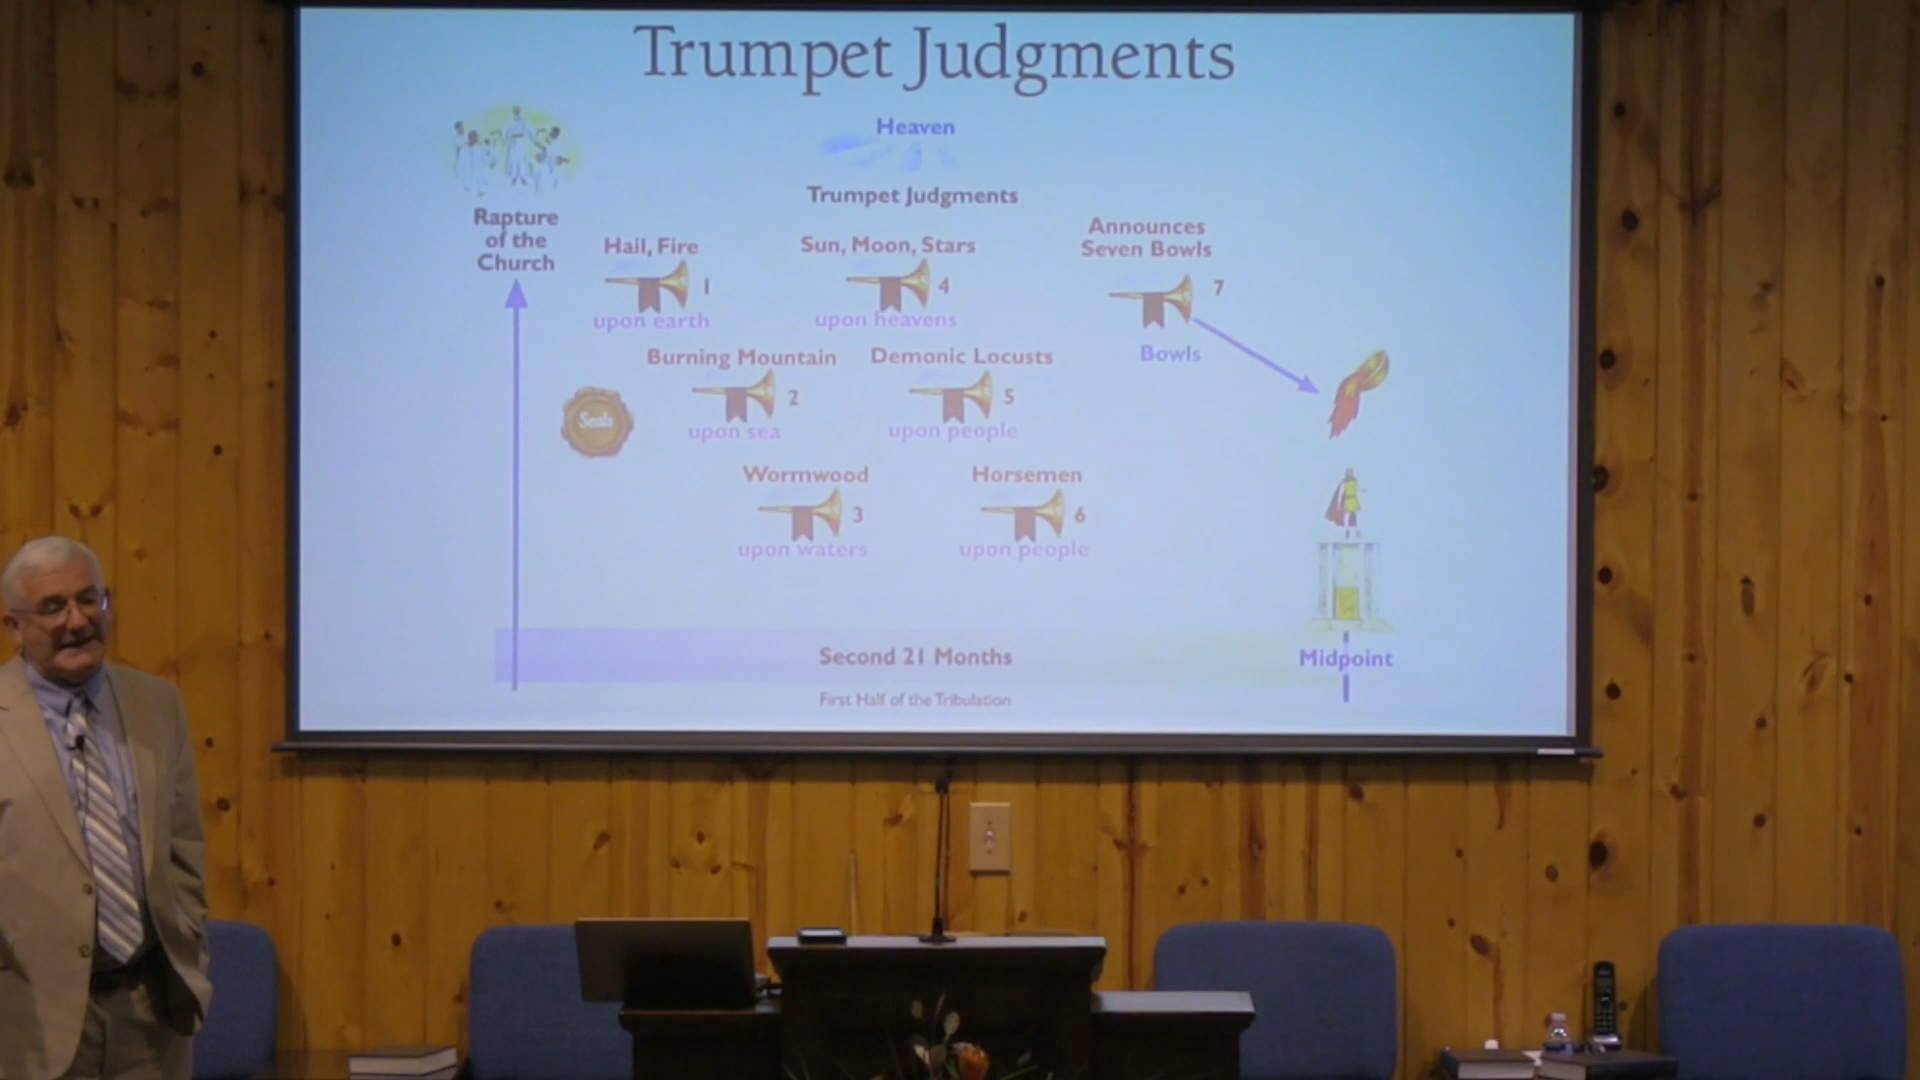 Trumpet Judgments
Heaven
Trumpet Judgments
Rapture
of the
Church
Hail, Fire
1
upon earth
Sun, Moon, Stars
4
upon heavens
Announces
Seven Bowls
7
Bowls
Burning Mountain
2
upon sea
Demonic Locusts
5
upon people
Seals
Wormwood
3
upon waters
Horsemen
6
upon people
Second 21 Months
Midpoint
First Half of the Tribulation